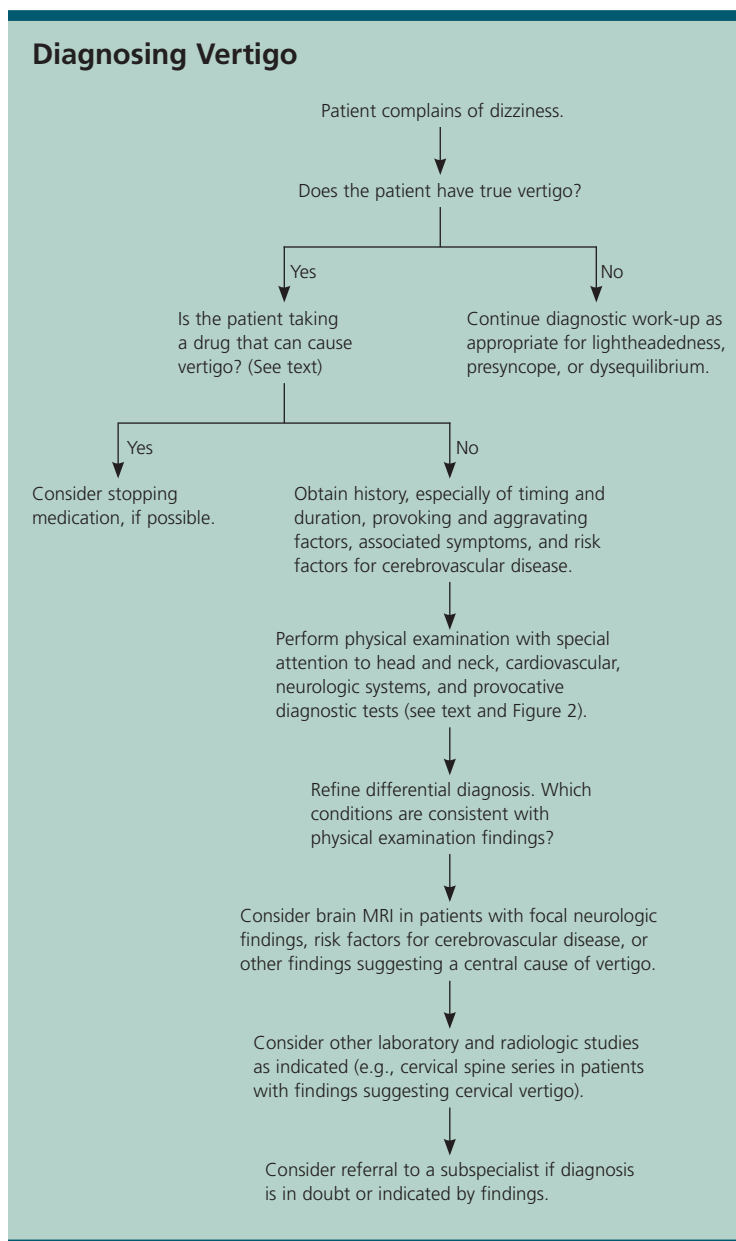 Diagnosing Vertigo
Patient complains of dizziness.
Does the patient have true vertigo?
Yes
No
Is the patient taking
a drug that can cause
vertigo? (See text)
Continue diagnostic work-up as
appropriate for lightheadedness,
presyncope, or dysequilibrium.
Yes
No
Consider stopping
medication, if possible.
Obtain history, especially of timing and
duration, provoking and aggravating
factors, associated symptoms, and risk
factors for cerebrovascular disease.
Perform physical examination with special
attention to head and neck, cardiovascular,
neurologic systems, and provocative
diagnostic tests (see text and Figure 2).
Refine differential diagnosis. Which
conditions are consistent with
physical examination findings?
Consider brain MRI in patients with focal neurologic
findings, risk factors for cerebrovascular disease, or
other findings suggesting a central cause of vertigo.
Consider other laboratory and radiologic studies
as indicated (e.g., cervical spine series in patients
with findings suggesting cervical vertigo).
Consider referral to a subspecialist if diagnosis
is in doubt or indicated by findings.